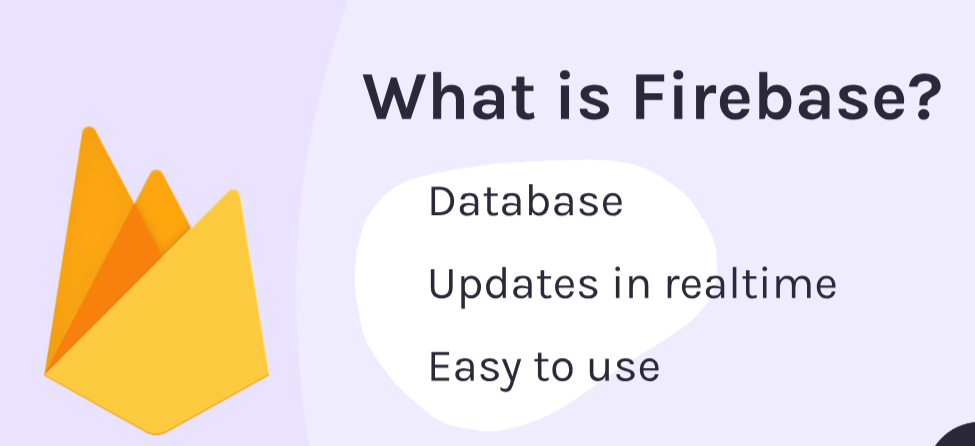 What is Firebase?
Database
Updates in realtime
Easy to use